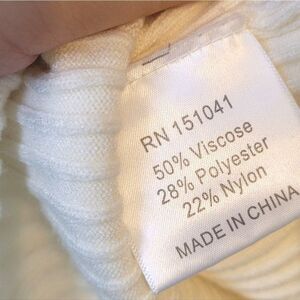 RN 151041
50% Viscose
28% Polyester
22% Nylon
MADE IN CHINA